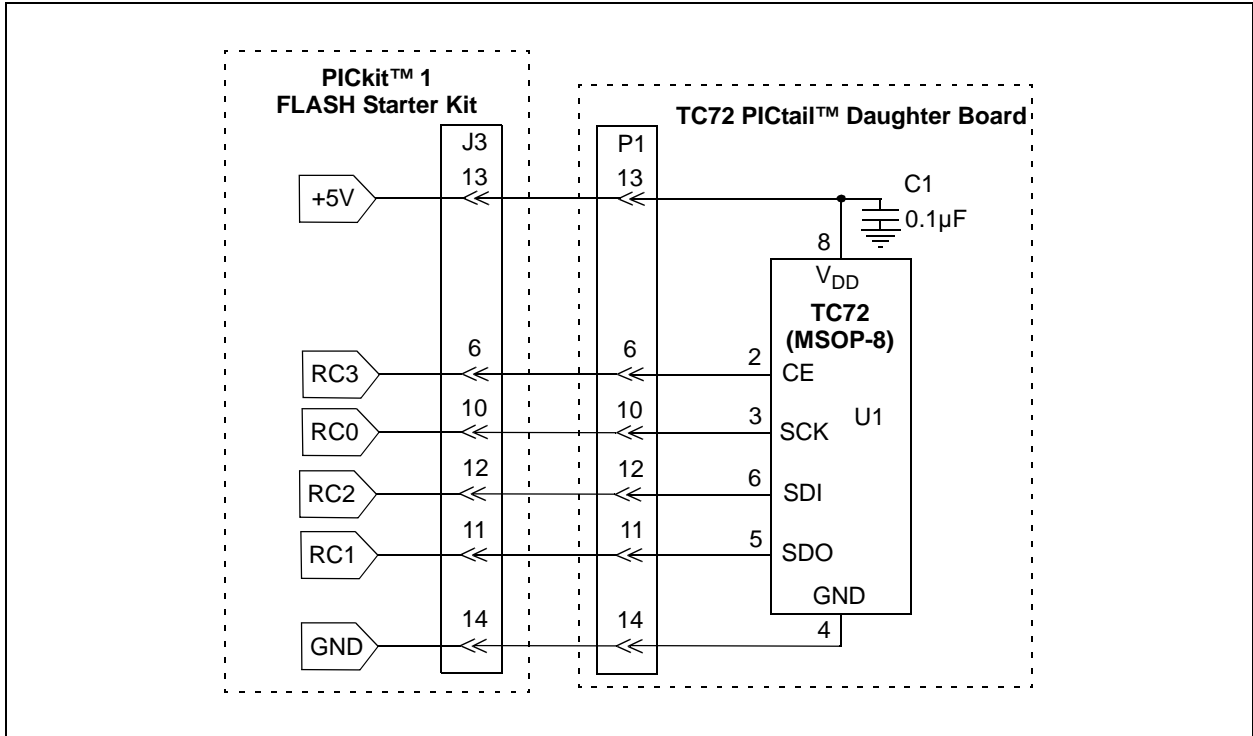 PICkit™ 1
FLASH Starter Kit
TC72 PICtail™ Daughter Board
J3
P1
+5V
13
13
C1
0.1µF
8
VDD
TC72
(MSOP-8)
RC3
6
6
2
CE
RC0
10
10
3
SCK
U1
RC2
12
12
6
SDI
RC1
11
11
5
SDO
GND
GND
14
14
4